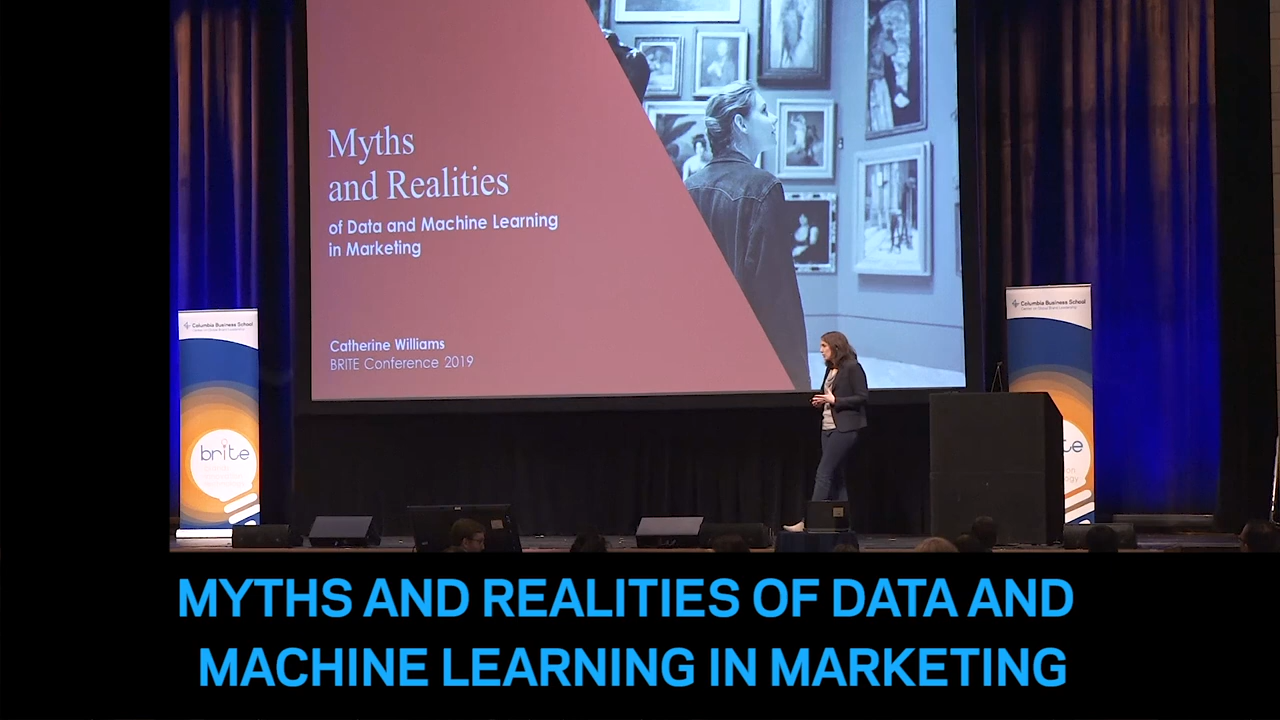 Myths
and Realities
of Data and Machine Learning
in Marketing
Catherine Williams
BRITE Conference 2019
Columbia Business School
brite
Columbia Business School
te
MYTHS AND REALITIES OF DATA AND
MACHINE LEARNING IN MARKETING